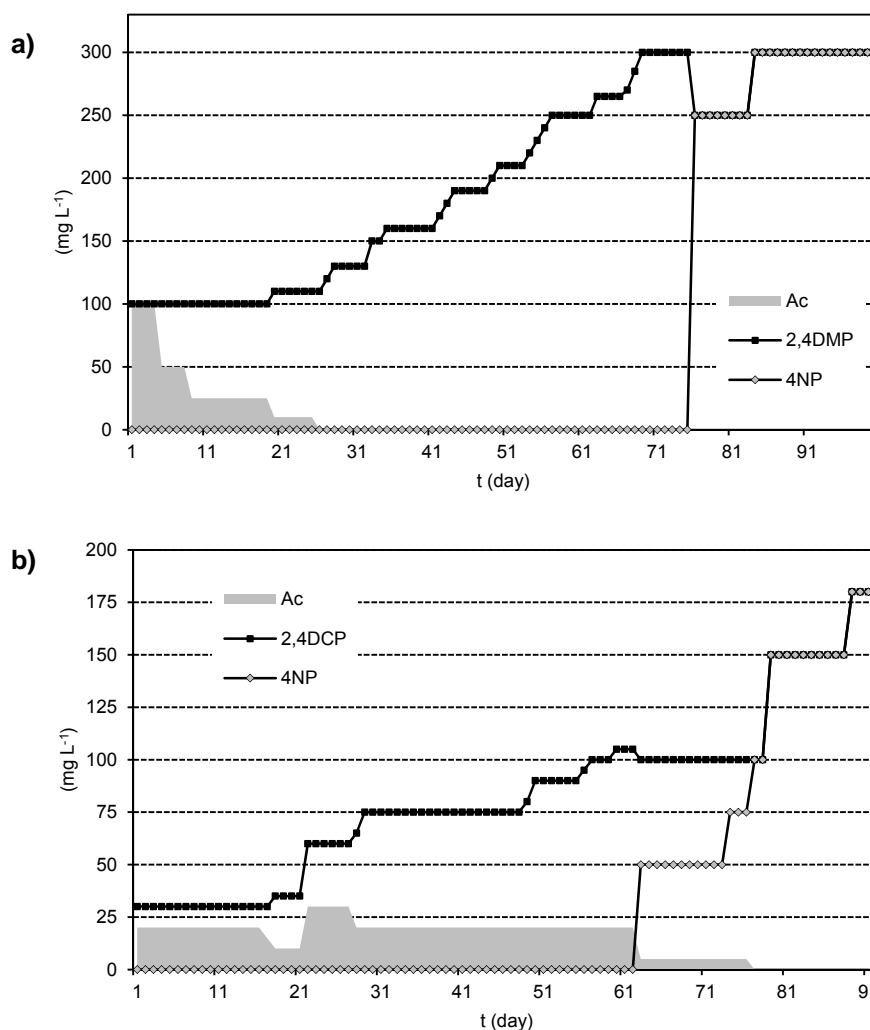 a)
300
250
200
150
100
50
0
(mg L⁻¹)
Ac
2,4DMP
4NP
1 11 21 31 41 51 61 71 81 91
t (day)
b)
200
175
150
125
100
75
50
25
0
(mg L⁻¹)
Ac
2,4DCP
4NP
1 11 21 31 41 51 61 71 81 9
t (day)